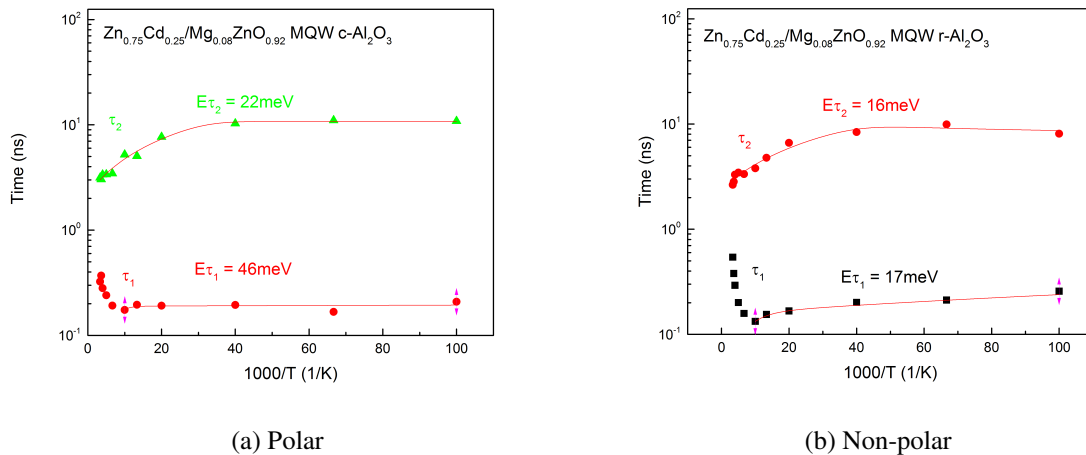 Zn₀.₇₅Cd₀.₂₅/Mg₀.₀₈ZnO₀.₉₂ MQW c-Al₂O₃
Eτ₂ = 22meV
τ₂
Eτ₁ = 46meV
τ₁
Time (ns)
10²
10¹
10⁰
10⁻¹
0 20 40 60 80 100
1000/T (1/K)
(a) Polar
Zn₀.₇₅Cd₀.₂₅/Mg₀.₀₈ZnO₀.₉₂ MQW r-Al₂O₃
Eτ₂ = 16meV
τ₂
Eτ₁ = 17meV
τ₁
Time (ns)
10²
10¹
10⁰
10⁻¹
0 20 40 60 80 100
1000/T (1/K)
(b) Non-polar